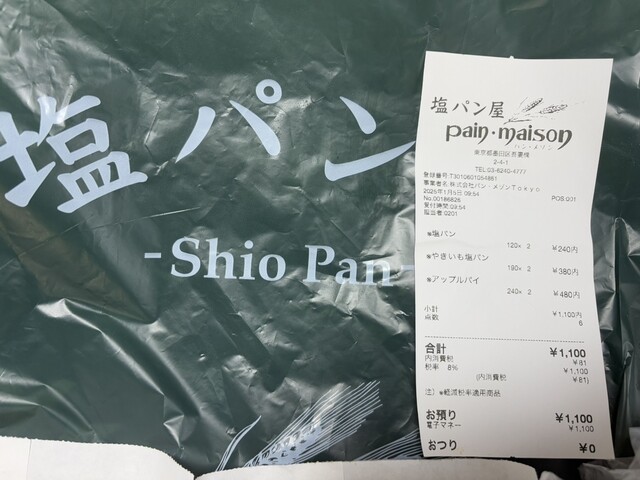 塩パン
-Shio Pan-
塩パン屋
pain·maison
パン・メゾン
東京都墨田区吾妻橋
2-4-1
TEL:03-6240-4777
登録番号:T3010601054881
事業者名:株式会社パン・メゾンTokyo
2025年1月5日 09:54 POS:001
No.00186826
受付時間:09:54
担当者:0201
※塩パン
120× 2 ¥240円
※やきいも塩パン
190× 2 ¥380円
※アップルパイ
240× 2 ¥480円
小計 ¥1,100円
点数 6
合計 ¥1,100
内消費税 ¥81
税率 8% ¥1,100
(内消費税 ¥81)
注)※軽減税率適用商品
お預り ¥1,100
電子マネー ¥1,100
おつり ¥0